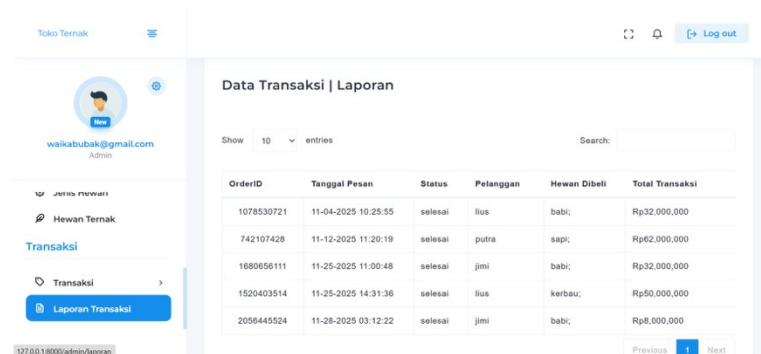 Toko Ternak
Log out
New
waikabubak@gmail.com
Admin
Jenis Hewan
Hewan Ternak
Transaksi
Transaksi
Laporan Transaksi
127.0.0.1:8000/admin/laporan
Data Transaksi | Laporan
Show 10 entries Search:
OrderID Tanggal Pesan Status Pelanggan Hewan Dibeli Total Transaksi
1078530721 11-04-2025 10:25:55 selesai lius babi; Rp32,000,000
742107428 11-12-2025 11:20:19 selesai putra sapi; Rp62,000,000
1680656111 11-25-2025 11:00:48 selesai jimi babi; Rp32,000,000
1520403514 11-25-2025 14:31:36 selesai lius kerbau; Rp50,000,000
2056445524 11-28-2025 03:12:22 selesai jimi babi; Rp8,000,000
Previous 1 Next